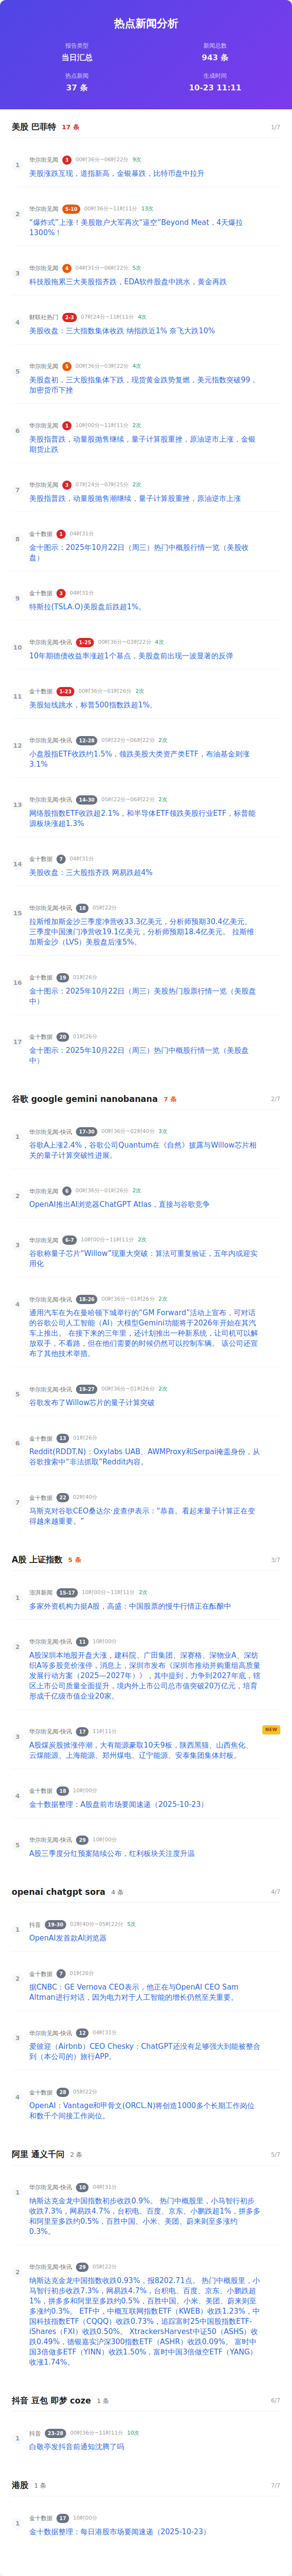 热点新闻分析
报告类型
新闻总数
当日汇总
943 条
热点新闻
生成时间
37 条
10-23 11:11
美股 巴菲特 17 条 1/7
1 华尔街见闻 3 00时36分~06时22分 9次
美股涨跌互现，道指新高，金银暴跌，比特币盘中拉升
2 华尔街见闻 5-10 00时36分~11时11分 13次
“爆炸式”上涨！美股散户大军再次“逼空”Beyond Meat，4天爆拉
1300%！
3 华尔街见闻 4 04时31分~06时22分 5次
科技股拖累三大美股指齐跌，EDA软件股盘中跳水，黄金再跌
4 财联社热门 2-3 07时24分~11时11分 4次
美股收盘：三大指数集体收跌 纳指跌近1% 奈飞大跌10%
5 华尔街见闻 5 00时36分~03时22分 4次
美股盘初，三大股指集体下跌，现货黄金跌势复燃，美元指数突破99，
加密货币下挫
6 华尔街见闻 1 10时00分~11时11分 2次
美股指普跌，动量股抛售继续，量子计算股重挫，原油逆市上涨，金银
期货止跌
7 华尔街见闻 3 07时24分~07时25分 2次
美股指普跌，动量股抛售潮继续，量子计算股重挫，原油逆市上涨
8 金十数据 1 04时31分
金十图示：2025年10月22日（周三）美股热门中概股行情一览（美股收
盘）
9 金十数据 3 04时31分
特斯拉(TSLA.O)美股盘后跌超1%。
10 华尔街见闻-快讯 1-25 00时36分~03时22分 4次
10年期德债收益率涨超1个基点，美股盘前出现一波显著的反弹
11 金十数据 1-23 00时36分~01时26分 2次
美股短线跳水，标普500指数跌超1%。
12 华尔街见闻-快讯 12-28 05时22分~06时22分 2次
小盘股指ETF收跌约1.5%，领跌美股大类资产类ETF，布油基金则涨
3.1%
13 华尔街见闻-快讯 14-30 05时22分~06时22分 2次
网络股指数ETF收跌超2.1%，和半导体ETF领跌美股行业ETF，标普能
源板块涨超1.3%
14 金十数据 7 04时31分
美股收盘：三大股指齐跌 网易跌超4%
15 华尔街见闻-快讯 18 05时22分
拉斯维加斯金沙三季度净营收33.3亿美元，分析师预期30.4亿美元。
三季度中国澳门净营收19.1亿美元，分析师预期18.4亿美元。 拉斯维
加斯金沙（LVS）美股盘后涨5%。
16 金十数据 19 01时26分
金十图示：2025年10月22日（周三）美股热门股票行情一览（美股盘
中）
17 金十数据 20 01时26分
金十图示：2025年10月22日（周三）美股热门中概股行情一览（美股盘
中）
谷歌 google gemini nanobanana 7 条 2/7
1 华尔街见闻-快讯 17-30 00时36分~02时40分 3次
谷歌A上涨2.4%，谷歌公司Quantum在《自然》披露与Willow芯片相
关的量子计算突破性进展。
2 华尔街见闻 6 00时36分~01时26分 2次
OpenAI推出AI浏览器ChatGPT Atlas，直接与谷歌竞争
3 华尔街见闻 6-7 10时00分~11时11分 2次
谷歌称量子芯片“Willow”现重大突破：算法可重复验证，五年内或迎实
用化
4 华尔街见闻-快讯 18-26 00时36分~01时26分 2次
通用汽车在为在曼哈顿下城举行的“GM Forward”活动上宣布，可对话
的谷歌公司人工智能（AI）大模型Gemini功能将于2026年开始在其汽
车上推出。 在接下来的三年里，还计划推出一种新系统，让司机可以解
放双手，不看路，但在他们需要的时候仍然可以控制车辆。 该公司还宣
布了其他技术举措。
5 华尔街见闻-快讯 19-27 00时36分~01时26分 2次
谷歌发布了Willow芯片的量子计算突破
6 金十数据 13 01时26分
Reddit(RDDT.N)：Oxylabs UAB、AWMProxy和Serpai掩盖身份，从
谷歌搜索中“非法抓取”Reddit内容。
7 金十数据 22 02时40分
马斯克对谷歌CEO桑达尔·皮查伊表示：“恭喜。看起来量子计算正在变
得越来越重要。”
A股 上证指数 5 条 3/7
1 澎湃新闻 15-17 10时00分~11时11分 2次
多家外资机构力挺A股，高盛：中国股票的慢牛行情正在酝酿中
2 华尔街见闻-快讯 11 10时00分
A股深圳本地股开盘大涨，建科院、广田集团、深赛格、深物业A、深纺
织A等多股竞价涨停，消息上，深圳市发布《深圳市推动并购重组高质量
发展行动方案（2025—2027年）》，其中提到，力争到2027年底，辖
区上市公司质量全面提升，境内外上市公司总市值突破20万亿元，培育
形成千亿级市值企业20家。
3 华尔街见闻-快讯 17 11时11分 NEW
A股煤炭股掀涨停潮，大有能源豪取10天9板，陕西黑猫、山西焦化、
云煤能源、上海能源、郑州煤电、辽宁能源、安泰集团集体封板。
4 金十数据 18 10时00分
金十数据整理：A股盘前市场要闻速递（2025-10-23）
5 华尔街见闻-快讯 29 10时00分
A股三季度分红预案陆续公布，红利板块关注度升温
openai chatgpt sora 4 条 4/7
1 抖音 19-30 02时40分~05时22分 5次
OpenAI发首款AI浏览器
2 金十数据 7 01时26分
据CNBC：GE Vernova CEO表示，他正在与OpenAI CEO Sam
Altman进行对话，因为电力对于人工智能的增长仍然至关重要。
3 华尔街见闻-快讯 12 04时31分
爱彼迎（Airbnb）CEO Chesky：ChatGPT还没有足够强大到能被整合
到（本公司的）旅行APP。
4 金十数据 28 05时22分
OpenAI：Vantage和甲骨文(ORCL.N)将创造1000多个长期工作岗位
和数千个间接工作岗位。
阿里 通义千问 2 条 5/7
1 华尔街见闻-快讯 10 04时31分
纳斯达克金龙中国指数初步收跌0.9%。 热门中概股里，小马智行初步
收跌7.3%，网易跌4.7%，台积电、百度、京东、小鹏跌超1%，拼多多
和阿里至多跌约0.5%，百胜中国、小米、美团、蔚来则至多涨约
0.3%。
2 华尔街见闻-快讯 26 05时22分
纳斯达克金龙中国指数收跌0.93%，报8202.71点。 热门中概股里，小
马智行收跌7.3%，网易跌4.7%，台积电、百度、京东、小鹏跌超
1%，拼多多和阿里至多跌约0.5%，百胜中国、小米、美团、蔚来则至
多涨约0.3%。 ETF中，中概互联网指数ETF（KWEB）收跌1.23%，中
国科技指数ETF（CQQQ）收跌0.73%，追踪富时25中国股指数ETF-
iShares（FXI）收跌0.50%。 XtrackersHarvest中证50（ASHS）收
跌0.49%，德银嘉实沪深300指数ETF（ASHR）收跌0.09%。 富时中
国3倍做多ETF（YINN）收跌1.50%，富时中国3倍做空ETF（YANG）
收涨1.74%。
抖音 豆包 即梦 coze 1 条 6/7
1 抖音 23-28 00时36分~11时11分 10次
白敬亭发抖音前通知沈腾了吗
港股 1 条 7/7
1 金十数据 17 10时00分
金十数据整理：每日港股市场要闻速递（2025-10-23）